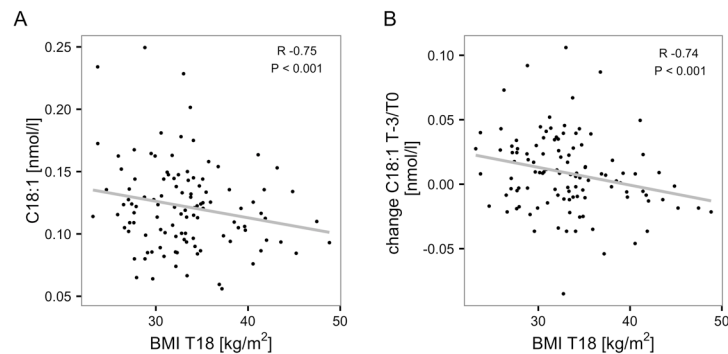 A
R -0.75
P < 0.001
0.25
0.20
0.15
0.10
0.05
C18:1 [nmol/l]
30
40
50
BMI T18 [kg/m²]
B
R -0.74
P < 0.001
0.10
0.05
0.00
-0.05
change C18:1 T-3/T0
[nmol/l]
30
40
50
BMI T18 [kg/m²]